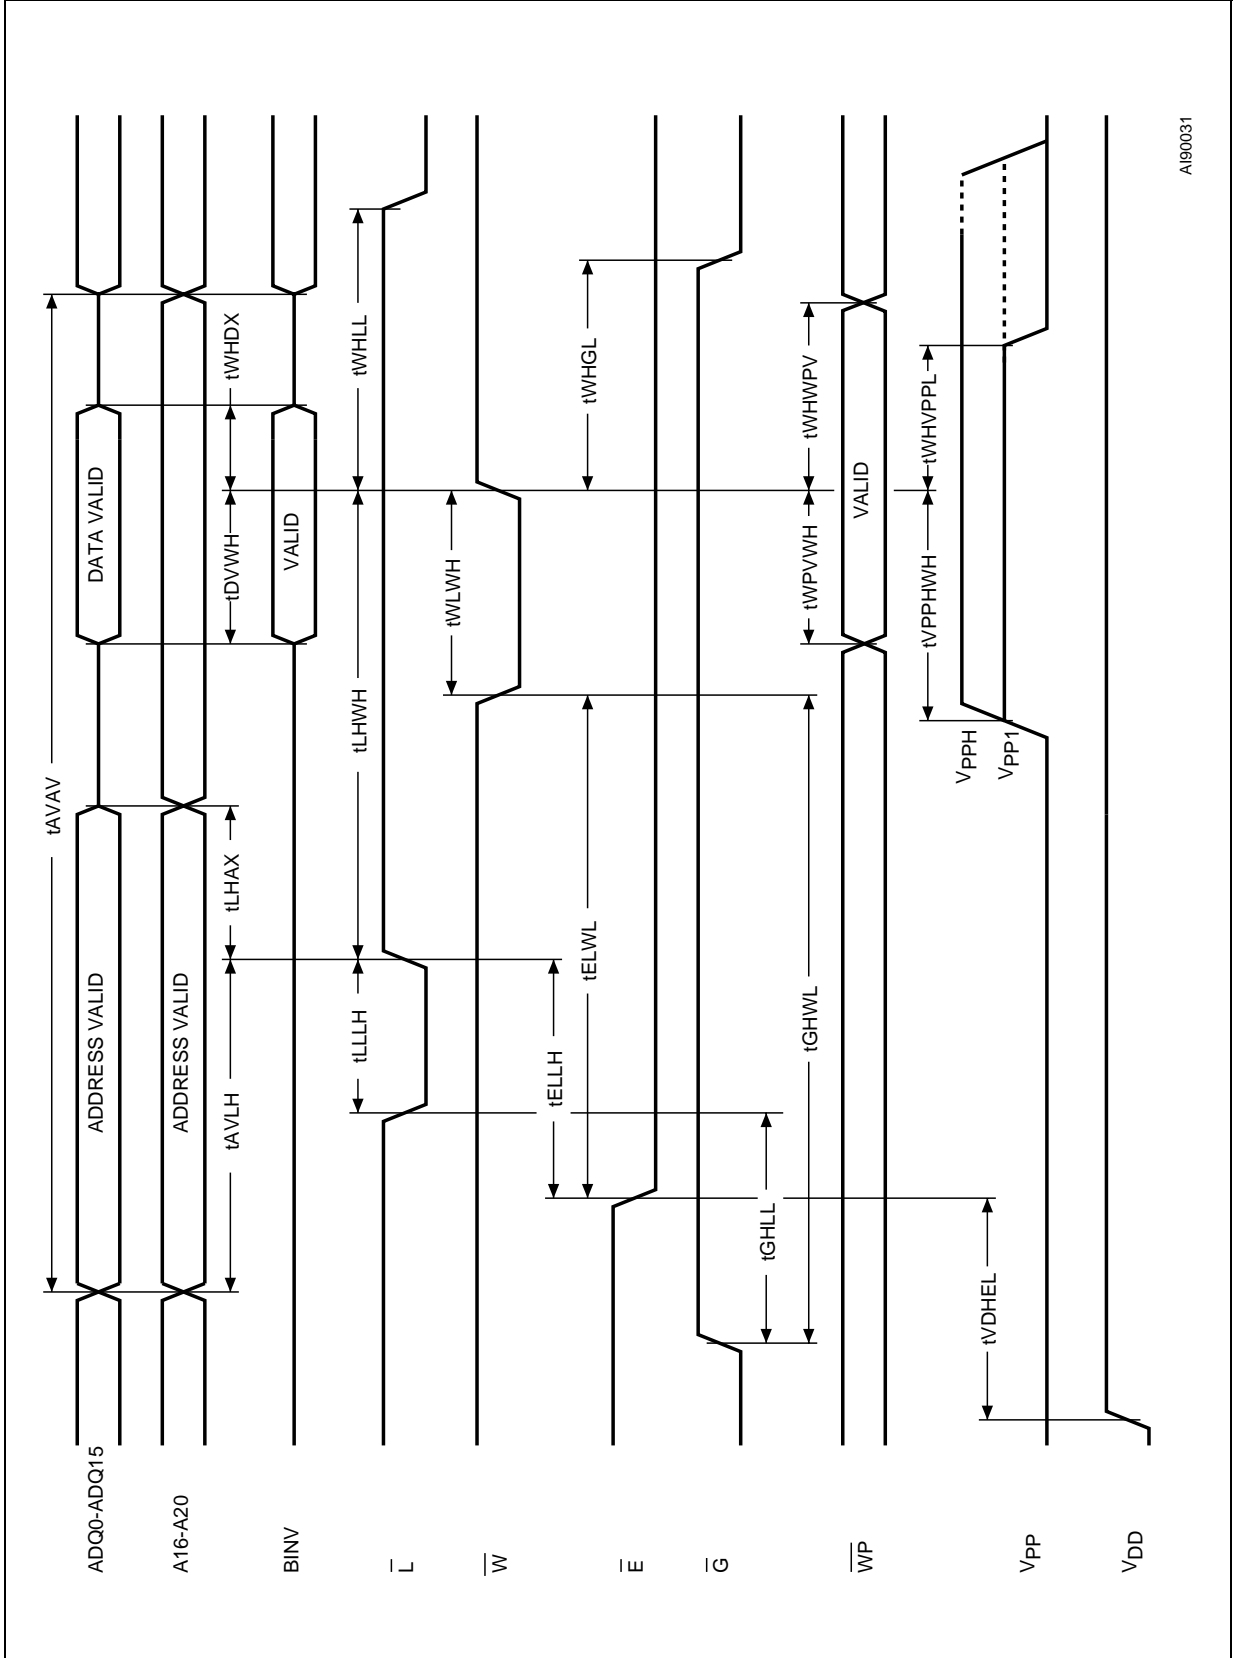 ADQ0-ADQ15
ADDRESS VALID
DATA VALID
tAVAV
A16-A20
ADDRESS VALID
tAVLH
tLHAX
tDVWH
tWHDX
BINV
VALID
L
tLLLH
tLHWH
tWHLL
W
tWLWH
tELLH
tELWL
tWHGL
E
G
tGHLL
tGHWL
tWPVWH
tWHWPV
WP
VALID
tVPPHWH
tWHVPPL
VPPH
VPP1
VPP
tVDHEL
VDD
AI90031